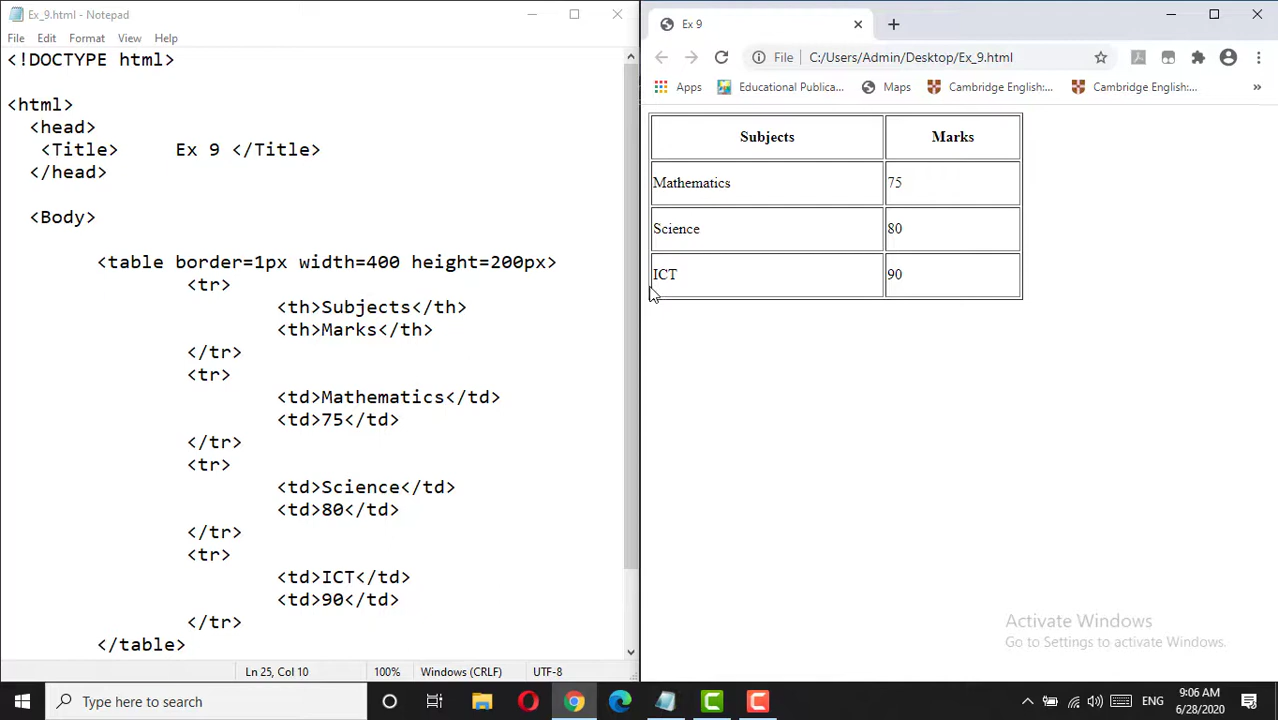 Ex_9.html - Notepad
File Edit Format View Help
<!DOCTYPE html>
<html>
<head>
<Title> Ex 9 </Title>
</head>
<Body>
<table border=1px width=400 height=200px>
<tr>
<th>Subjects</th>
<th>Marks</th>
</tr>
<tr>
<td>Mathematics</td>
<td>75</td>
</tr>
<tr>
<td>Science</td>
<td>80</td>
</tr>
<tr>
<td>ICT</td>
<td>90</td>
</tr>
</table>
Ln 25, Col 10 100% Windows (CRLF) UTF-8
Ex 9
File C:/Users/Admin/Desktop/Ex_9.html
Apps Educational Publica... Maps Cambridge English:... Cambridge English:... »
Subjects Marks
Mathematics 75
Science 80
ICT 90
Activate Windows
Go to Settings to activate Windows.
Type here to search
ENG
9:06 AM
6/28/2020